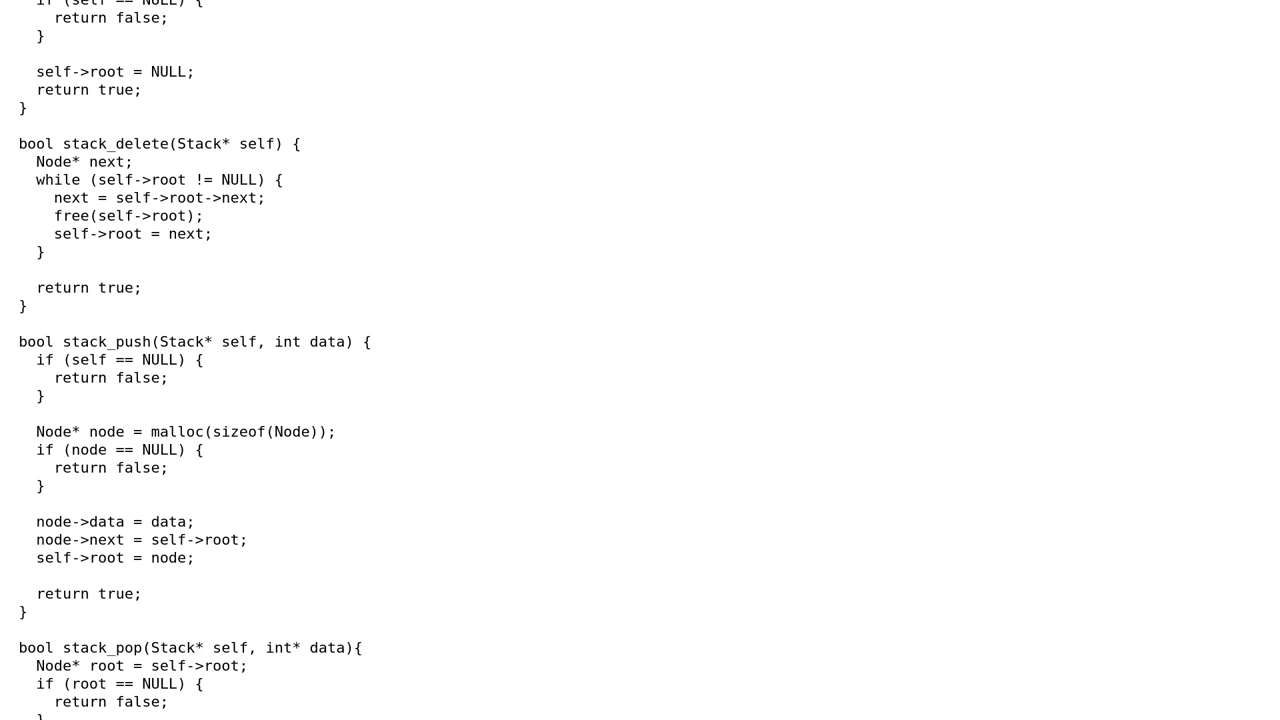 if (self == NULL) {
    return false;
  }

  self->root = NULL;
  return true;
}

bool stack_delete(Stack* self) {
  Node* next;
  while (self->root != NULL) {
    next = self->root->next;
    free(self->root);
    self->root = next;
  }

  return true;
}

bool stack_push(Stack* self, int data) {
  if (self == NULL) {
    return false;
  }

  Node* node = malloc(sizeof(Node));
  if (node == NULL) {
    return false;
  }

  node->data = data;
  node->next = self->root;
  self->root = node;

  return true;
}

bool stack_pop(Stack* self, int* data){
  Node* root = self->root;
  if (root == NULL) {
    return false;
  }